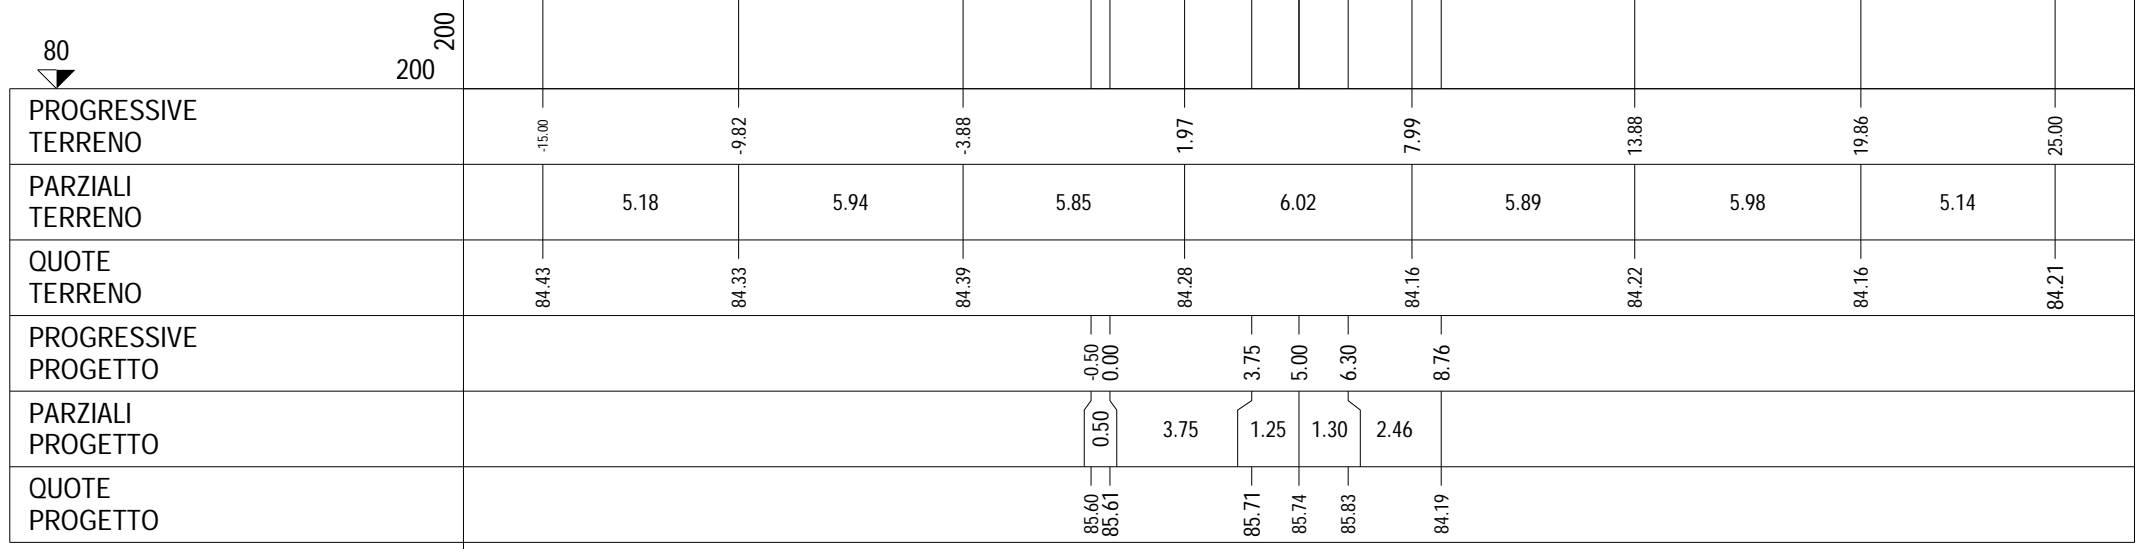 80
200
200
PROGRESSIVE
TERRENO
-15.00 -9.82 -3.88 1.97 7.99 13.88 19.86 25.00
PARZIALI
TERRENO
5.18 5.94 5.85 6.02 5.89 5.98 5.14
QUOTE
TERRENO
84.43 84.33 84.39 84.28 84.16 84.22 84.16 84.21
PROGRESSIVE
PROGETTO
-0.50 0.00 3.75 5.00 6.30 8.76
PARZIALI
PROGETTO
0.50 3.75 1.25 1.30 2.46
QUOTE
PROGETTO
85.60 85.61 85.71 85.74 85.83 84.19